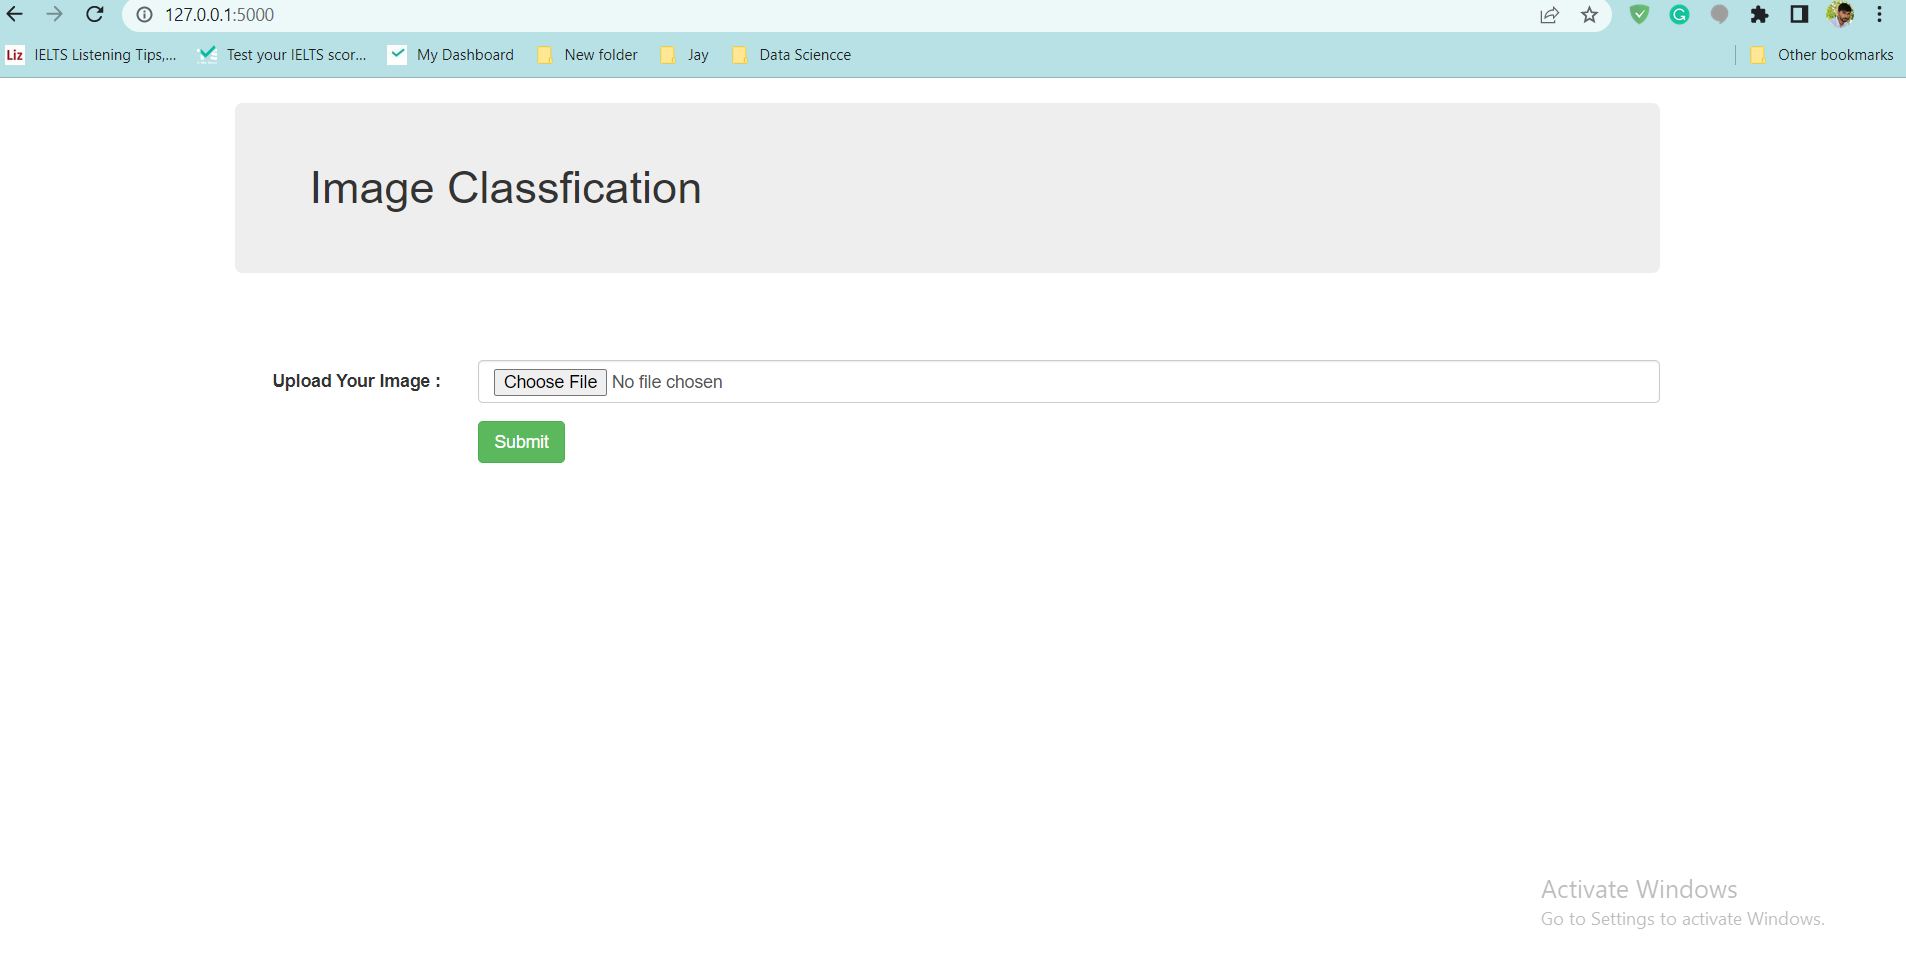 127.0.0.1:5000
Liz IELTS Listening Tips,... Test your IELTS scor... My Dashboard New folder Jay Data Sciencce Other bookmarks
Image Classfication
Upload Your Image : Choose File No file chosen
Submit
Activate Windows
Go to Settings to activate Windows.